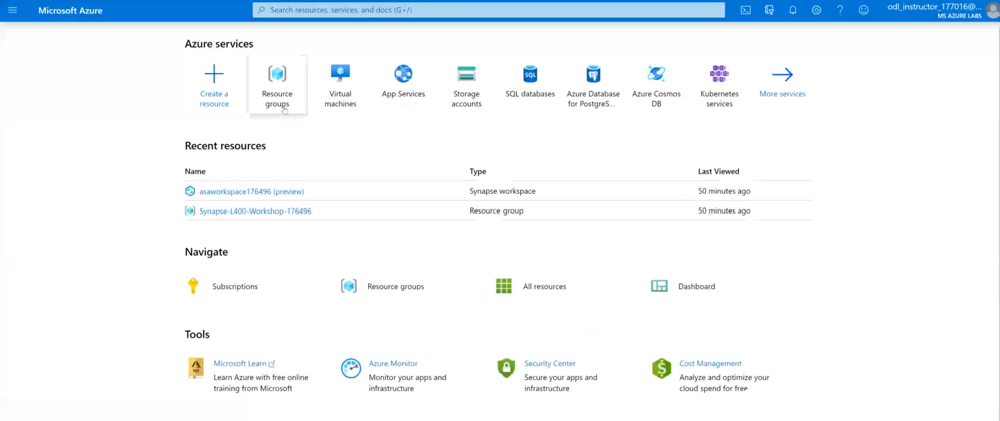 Microsoft Azure
Search resources, services, and docs (G+/)
odl_instructor_177016@...
MS AZURE LABS
Azure services
Create a
resource
Resource
groups
Virtual
machines
App Services
Storage
accounts
SQL
SQL databases
Azure Database
for PostgreS...
Azure Cosmos
DB
Kubernetes
services
More services
Recent resources
Name Type Last Viewed
asaworkspace176496 (preview) Synapse workspace 50 minutes ago
Synapse-L400-Workshop-176496 Resource group 50 minutes ago
Navigate
Subscriptions Resource groups All resources Dashboard
Tools
101
Microsoft Learn
Learn Azure with free online
training from Microsoft
Azure Monitor
Monitor your apps and
infrastructure
Security Center
Secure your apps and
infrastructure
$
Cost Management
Analyze and optimize your
cloud spend for free